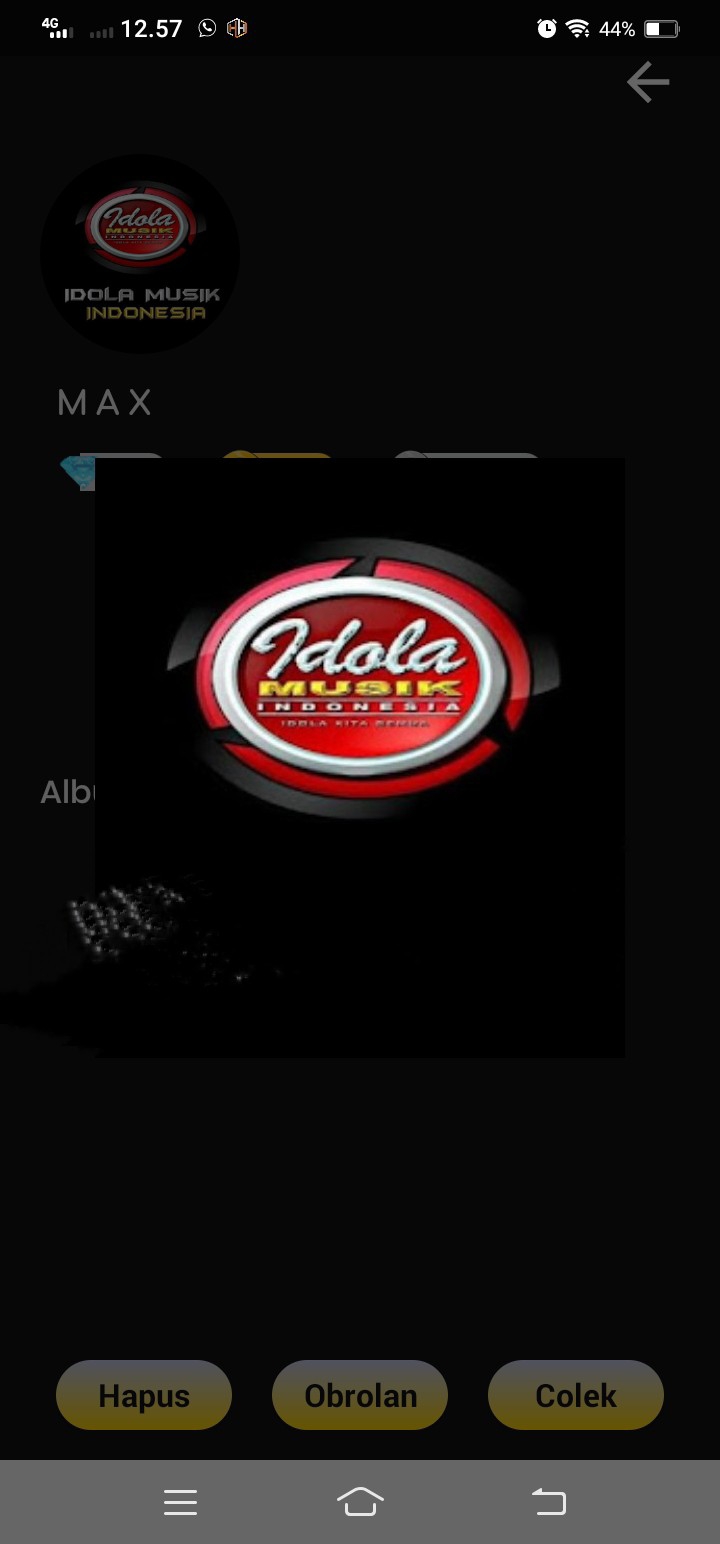 4G 12.57 44%
Idola
MUSIK
INDONESIA
IDOLA MUSIK
INDONESIA
MAX
Idola
MUSIK
INDONESIA
IDOLA KITA SEMUA
Albu
Hapus Obrolan Colek